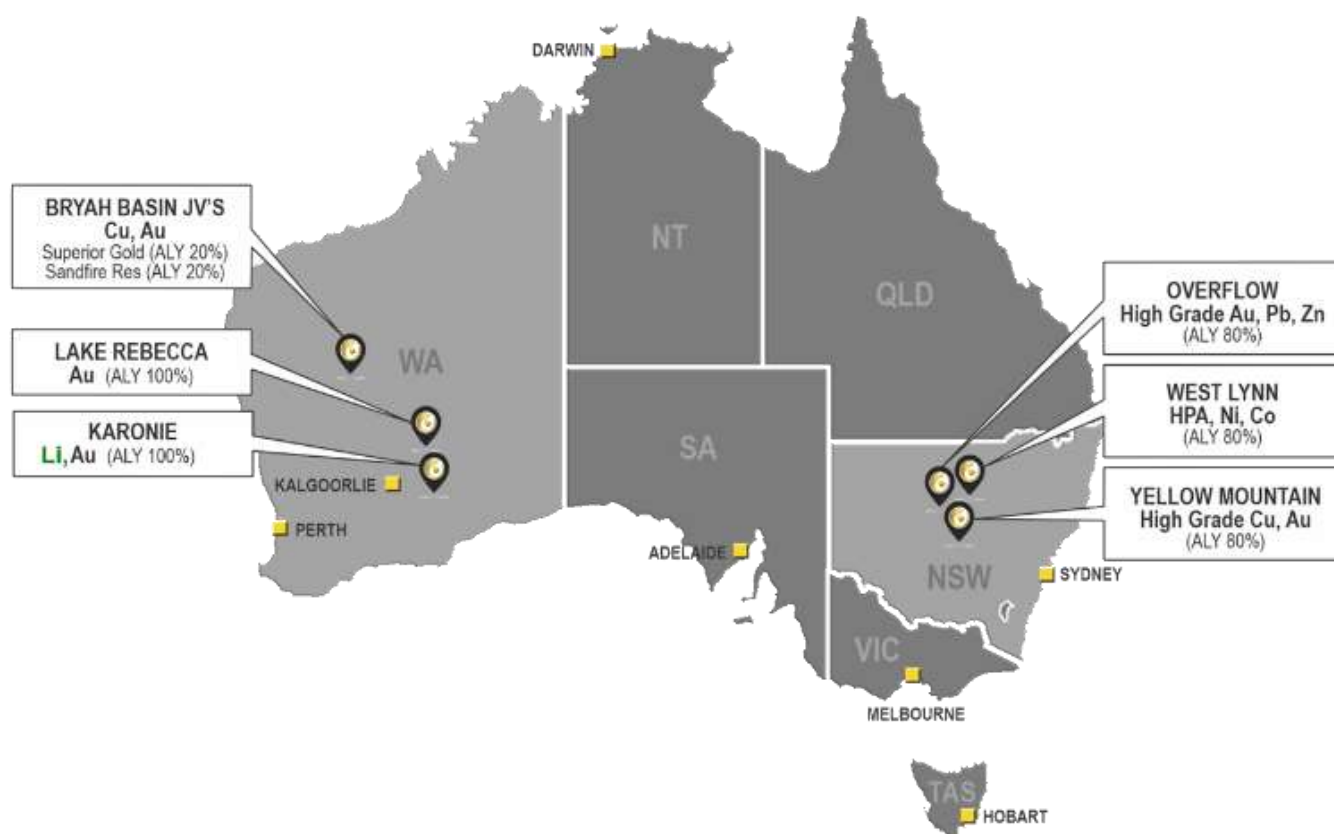 DARWIN
BRYAH BASIN JV'S
Cu, Au
Superior Gold (ALY 20%)
Sandfire Res (ALY 20%)
NT
QLD
OVERFLOW
High Grade Au, Pb, Zn
(ALY 80%)
LAKE REBECCA
Au (ALY 100%)
WA
WEST LYNN
HPA, Ni, Co
(ALY 80%)
KARONIE
Li, Au (ALY 100%)
SA
KALGOORLIE
PERTH
YELLOW MOUNTAIN
High Grade Cu, Au
(ALY 80%)
ADELAIDE
NSW
SYDNEY
VIC
MELBOURNE
TAS
HOBART